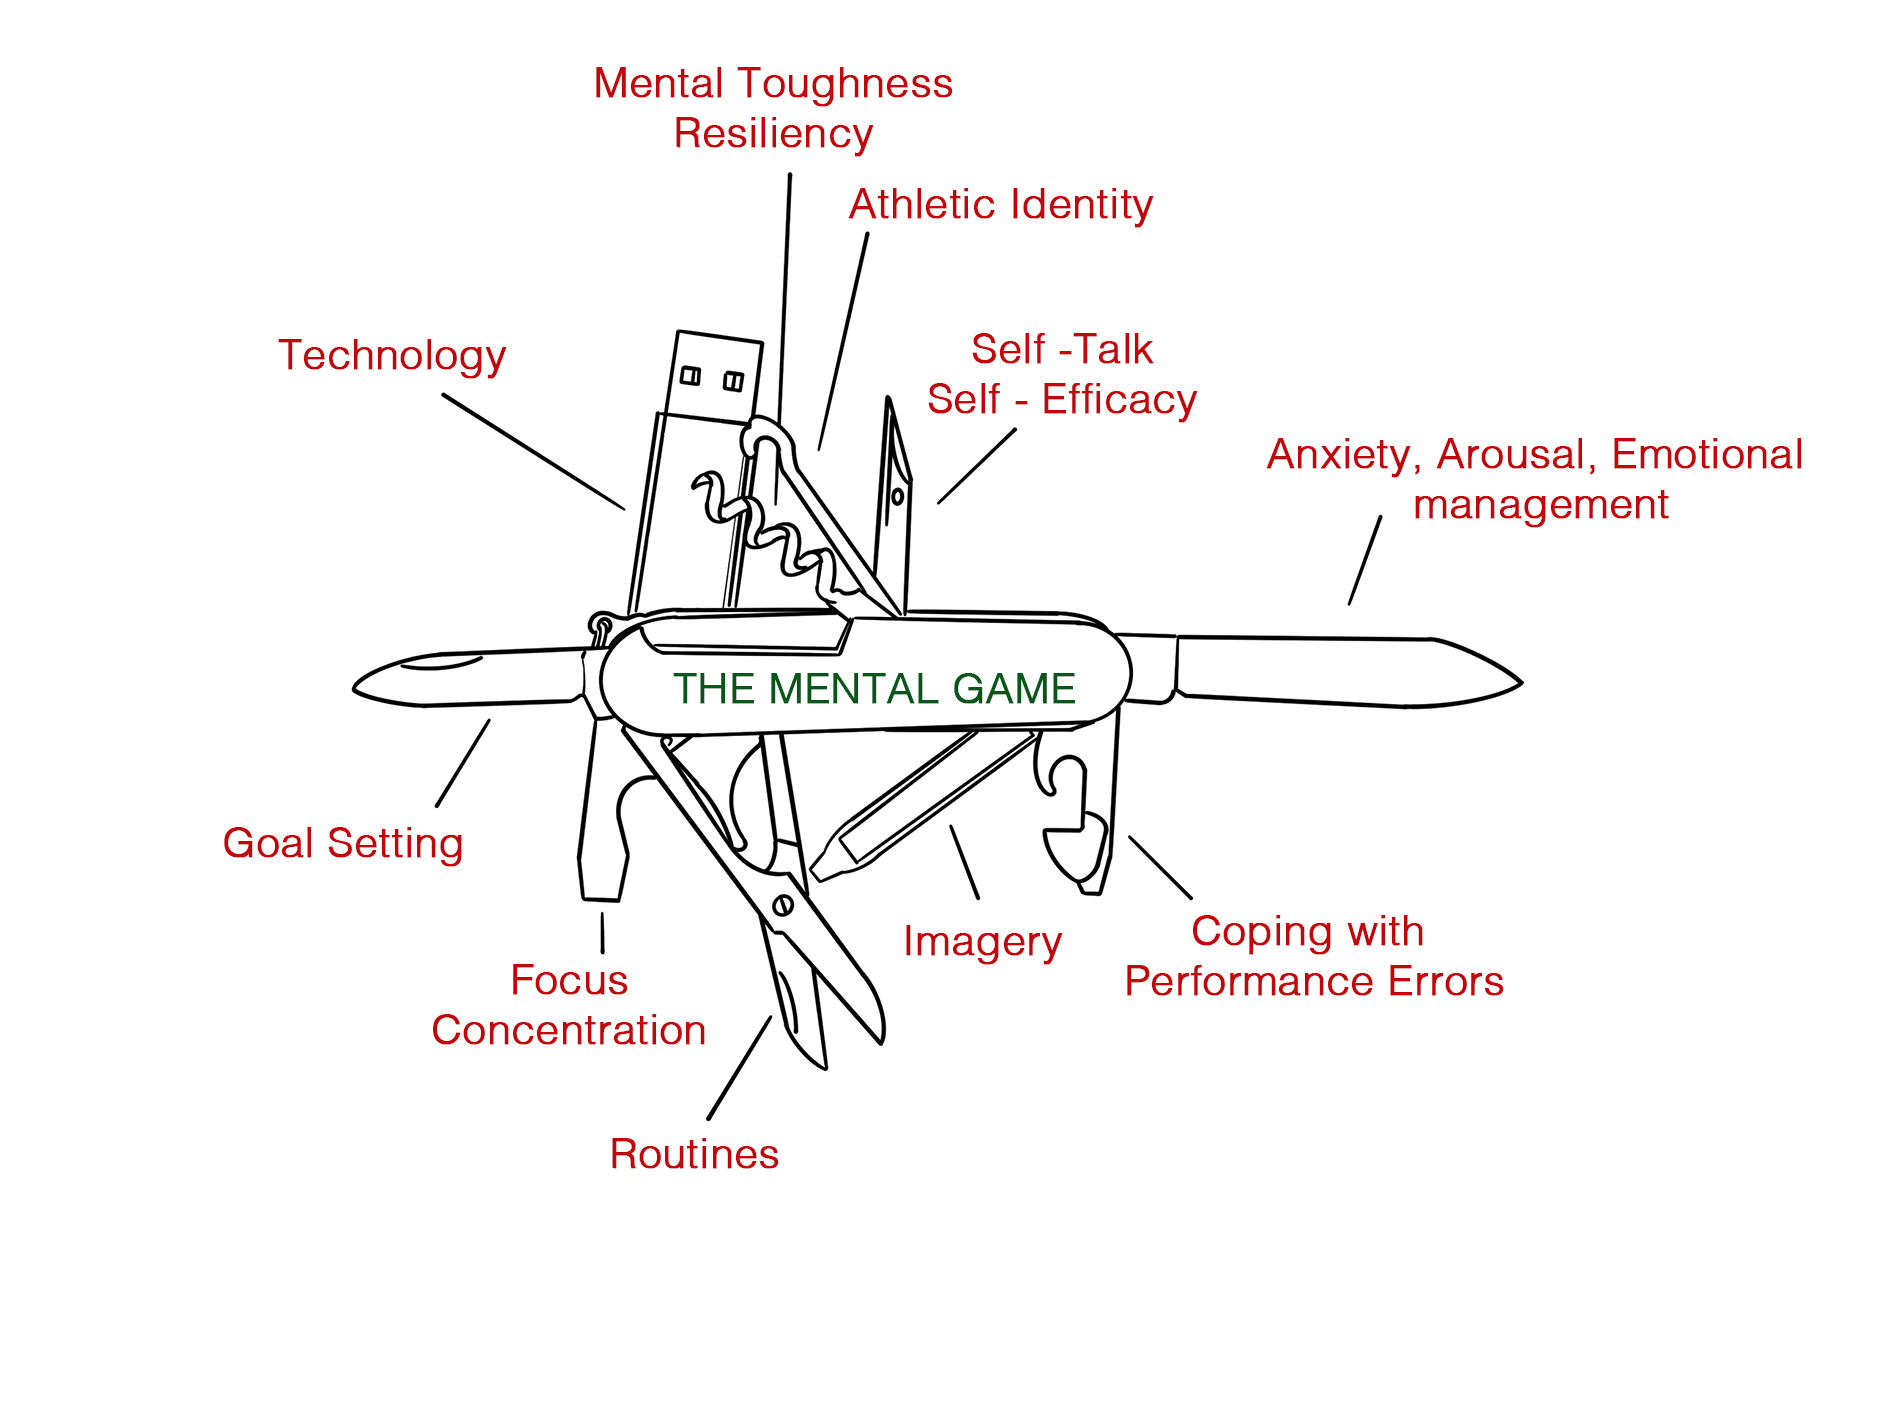 Mental Toughness
Resiliency
Athletic Identity
Technology
Self -Talk
Self - Efficacy
Anxiety, Arousal, Emotional
management
THE MENTAL GAME
Goal Setting
Focus
Concentration
Imagery
Coping with
Performance Errors
Routines